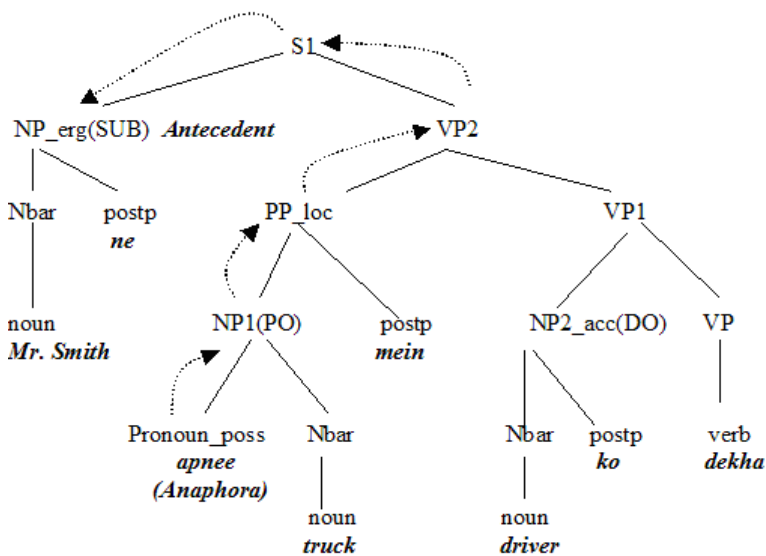 S1
NP_erg(SUB) Antecedent VP2
Nbar postp PP_loc VP1
ne
noun NP1(PO) postp NP2_acc(DO) VP
Mr. Smith mein
Pronoun_poss Nbar Nbar postp verb
apnee ko dekha
(Anaphora)
noun noun
truck driver